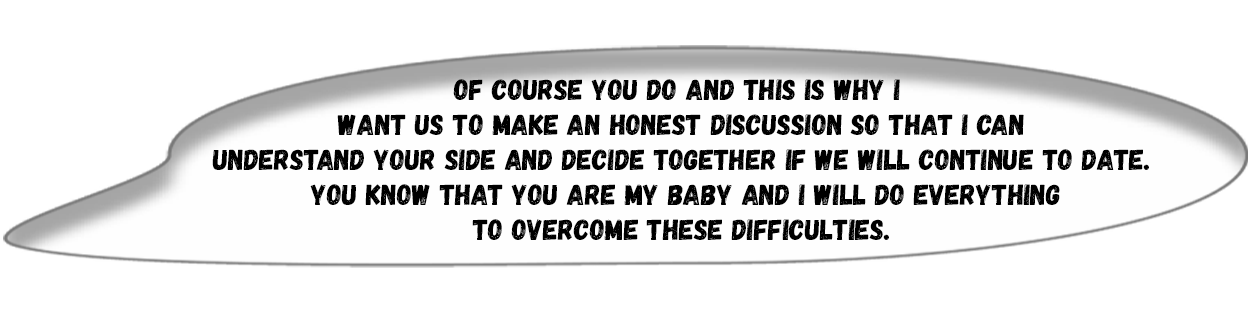 OF COURSE YOU DO AND THIS IS WHY I
WANT US TO MAKE AN HONEST DISCUSSION SO THAT I CAN
UNDERSTAND YOUR SIDE AND DECIDE TOGETHER IF WE WILL CONTINUE TO DATE.
YOU KNOW THAT YOU ARE MY BABY AND I WILL DO EVERYTHING
TO OVERCOME THESE DIFFICULTIES.